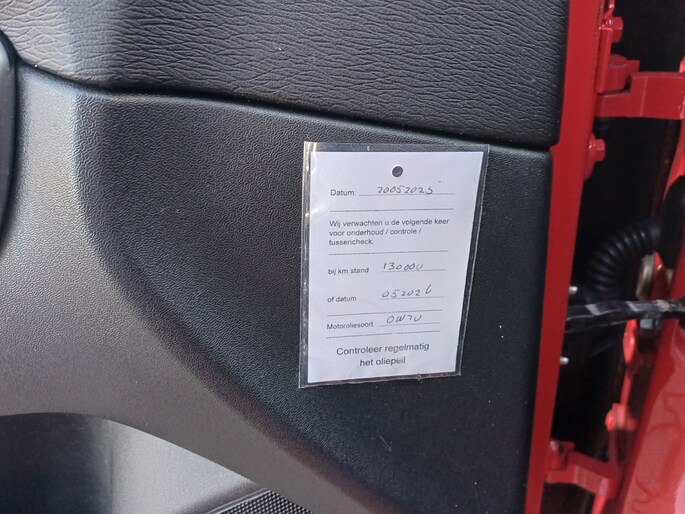 Datum: 20052025
Wij verwachten u de volgende keer
voor onderhoud / controle /
tussencheck.
bij km.stand 130000
of datum 052026
Motoroliesoort 0W20
Controleer regelmatig
het oliepeil